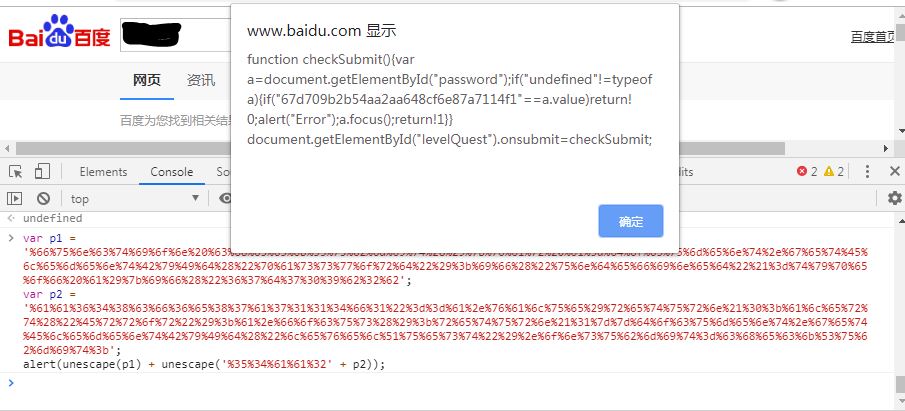 Bai百度
www.baidu.com 显示
function checkSubmit(){var
a=document.getElementById("password");if("undefined"!=typeof
a){if("67d709b2b54aa2aa648cf6e87a7114f1"==a.value)return!
0;alert("Error");a.focus();return!1}}
document.getElementById("levelQuest").onsubmit=checkSubmit;
确定
百度首页
网页 资讯
百度为您找到相关结果
Elements Console So
dits 2 2
top
undefined
var p1 =
'%66%75%6e%63%74%69%6f%6e%20%63 %75%6d%65%6e%74%2e%67%65%74%45%
6c%65%6d%65%6e%74%42%79%49%64%28%22%70%61%73%73%77%6f%72%64%22%29%3b%69%66%28%22%75%6e%64%65%66%69%6e%65%64%22%21%3d%74%79%70%65%
6f%66%20%61%29%7b%69%66%28%22%36%37%64%37%30%39%62%32%62';
var p2 =
'%61%61%36%34%38%63%66%36%65%38%37%61%37%31%31%34%66%31%22%3d%3d%61%2e%76%61%6c%75%65%29%72%65%74%75%72%6e%21%30%3b%61%6c%65%72%
74%28%22%45%72%72%6f%72%22%29%3b%61%2e%66%6f%63%75%73%28%29%3b%72%65%74%75%72%6e%21%31%7d%7d%64%6f%63%75%6d%65%6e%74%2e%67%65%74%
45%6c%65%6d%65%6e%74%42%79%49%64%28%22%6c%65%76%65%6c%51%75%65%73%74%22%29%2e%6f%6e%73%75%62%6d%69%74%3d%63%68%65%63%6b%53%75%
62%6d%69%74%3b';
alert(unescape(p1) + unescape('%35%34%61%61%32' + p2));